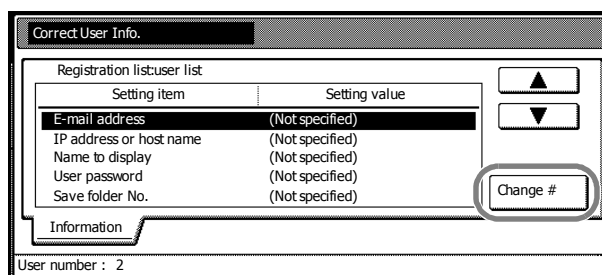 Correct User Info.
Registration list:user list
Setting item Setting value
E-mail address (Not specified)
IP address or host name (Not specified)
Name to display (Not specified)
User password (Not specified)
Save folder No. (Not specified)
Change #
Information
User number : 2